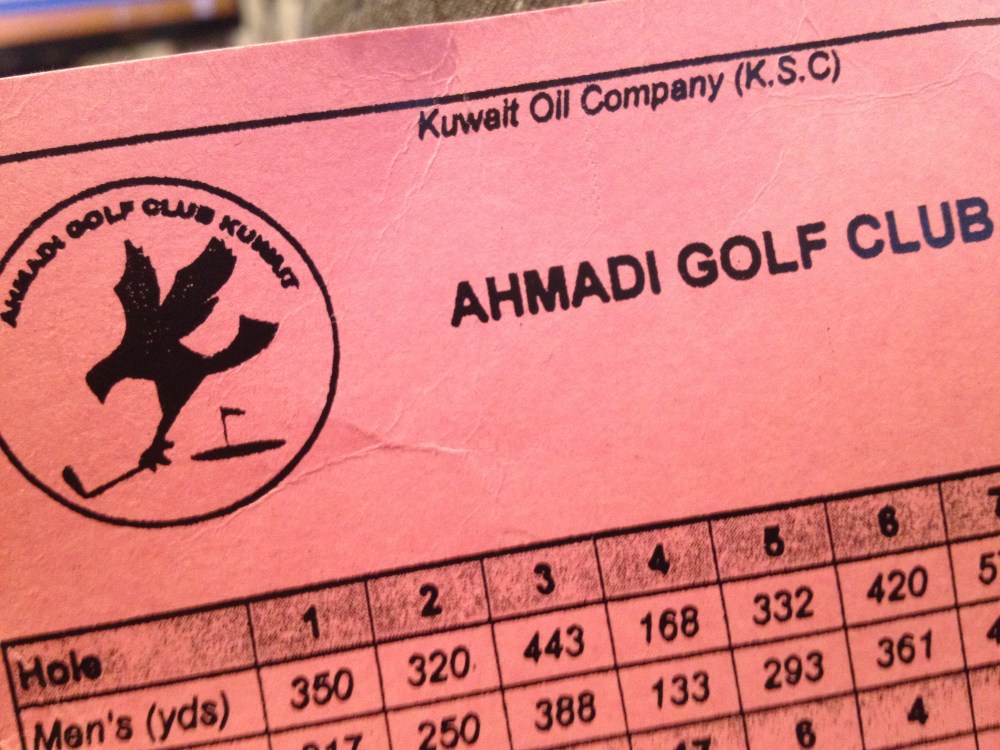 Kuwait Oil Company (K.S.C)
AHMADI GOLF CLUB KUWAIT
AHMADI GOLF CLUB
Hole 1 2 3 4 5 6
Men's (yds) 350 320 443 168 332 420
250 388 133 293 361
6 4